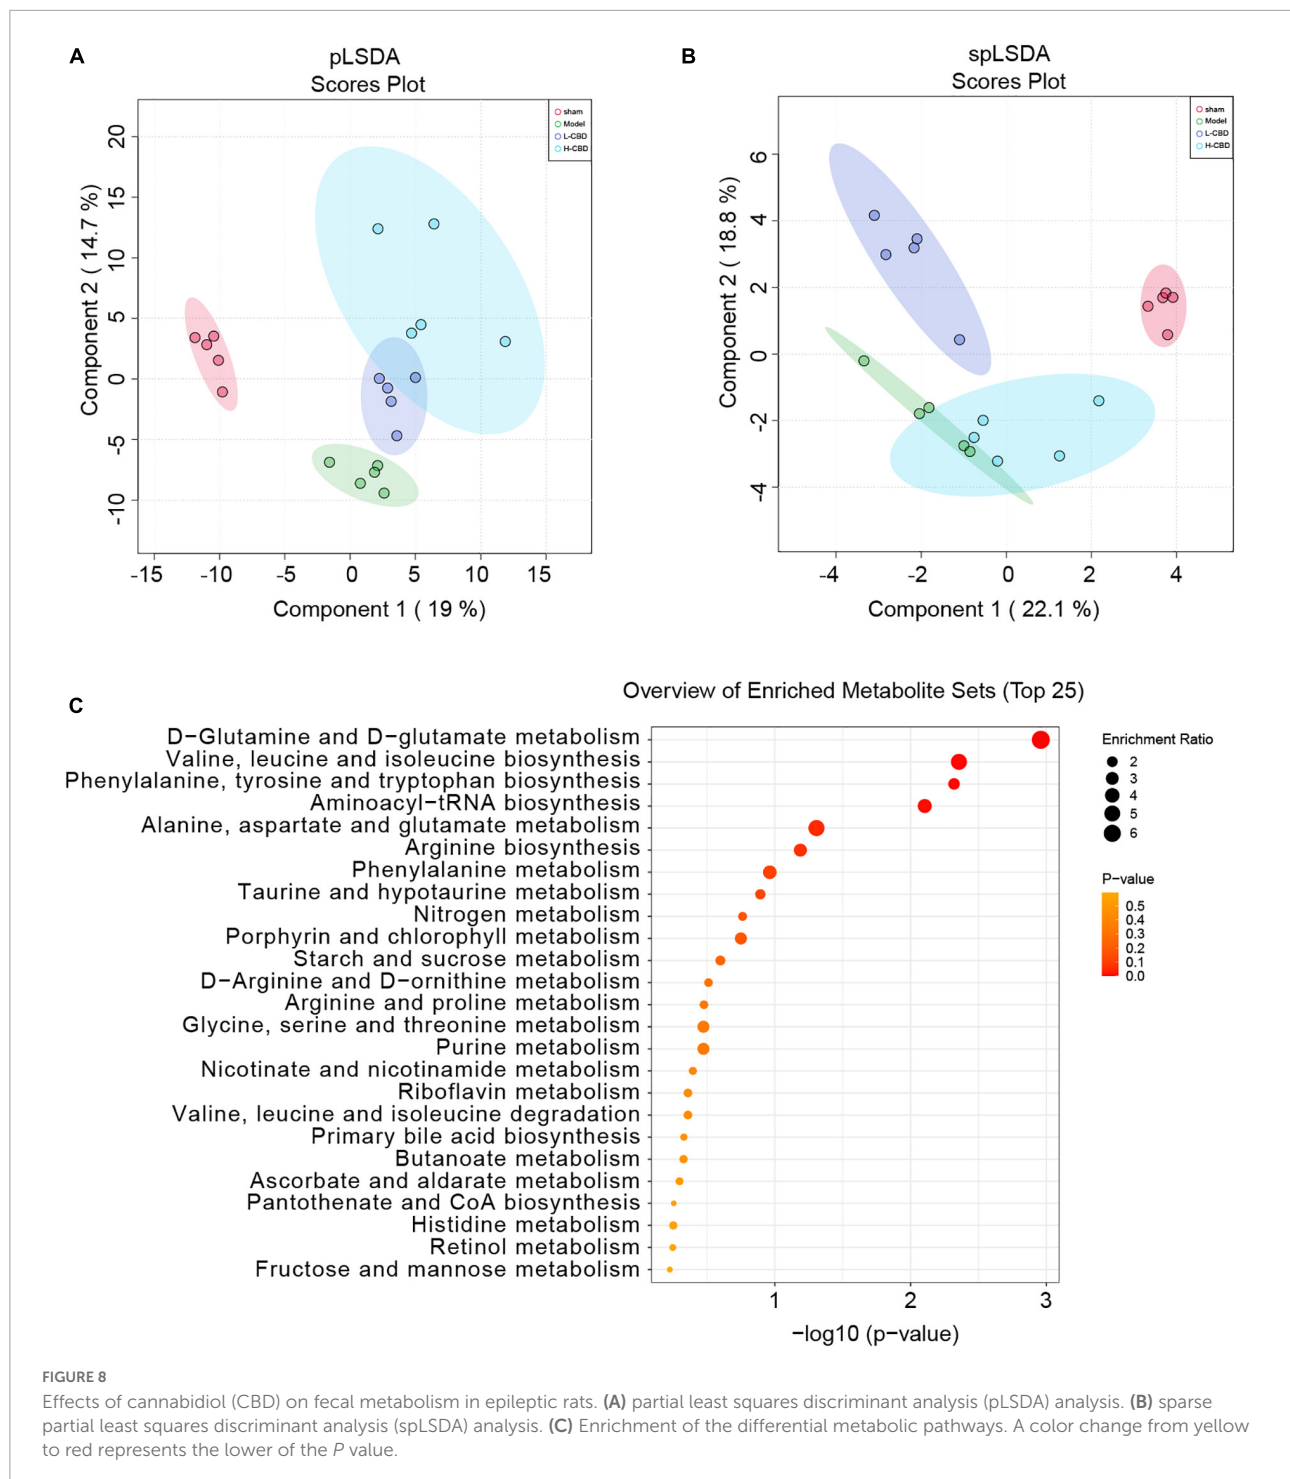 A
pLSDA
Scores Plot
sham
Model
L-CBD
H-CBD
20
15
10
5
0
-5
-10
Component 2 ( 14.7 %)
-15
-10
-5
0
5
10
15
Component 1 ( 19 %)
B
spLSDA
Scores Plot
sham
Model
L-CBD
H-CBD
6
4
2
0
-2
-4
Component 2 ( 18.8 %)
-4
-2
0
2
4
Component 1 ( 22.1 %)
C
Overview of Enriched Metabolite Sets (Top 25)
D−Glutamine and D−glutamate metabolism
Valine, leucine and isoleucine biosynthesis
Phenylalanine, tyrosine and tryptophan biosynthesis
Aminoacyl−tRNA biosynthesis
Alanine, aspartate and glutamate metabolism
Arginine biosynthesis
Phenylalanine metabolism
Taurine and hypotaurine metabolism
Nitrogen metabolism
Porphyrin and chlorophyll metabolism
Starch and sucrose metabolism
D−Arginine and D−ornithine metabolism
Arginine and proline metabolism
Glycine, serine and threonine metabolism
Purine metabolism
Nicotinate and nicotinamide metabolism
Riboflavin metabolism
Valine, leucine and isoleucine degradation
Primary bile acid biosynthesis
Butanoate metabolism
Ascorbate and aldarate metabolism
Pantothenate and CoA biosynthesis
Histidine metabolism
Retinol metabolism
Fructose and mannose metabolism
1
2
3
−log10 (p−value)
Enrichment Ratio
2
3
4
5
6
P−value
0.5
0.4
0.3
0.2
0.1
0.0
FIGURE 8
Effects of cannabidiol (CBD) on fecal metabolism in epileptic rats. (A) partial least squares discriminant analysis (pLSDA) analysis. (B) sparse
partial least squares discriminant analysis (spLSDA) analysis. (C) Enrichment of the differential metabolic pathways. A color change from yellow
to red represents the lower of the P value.